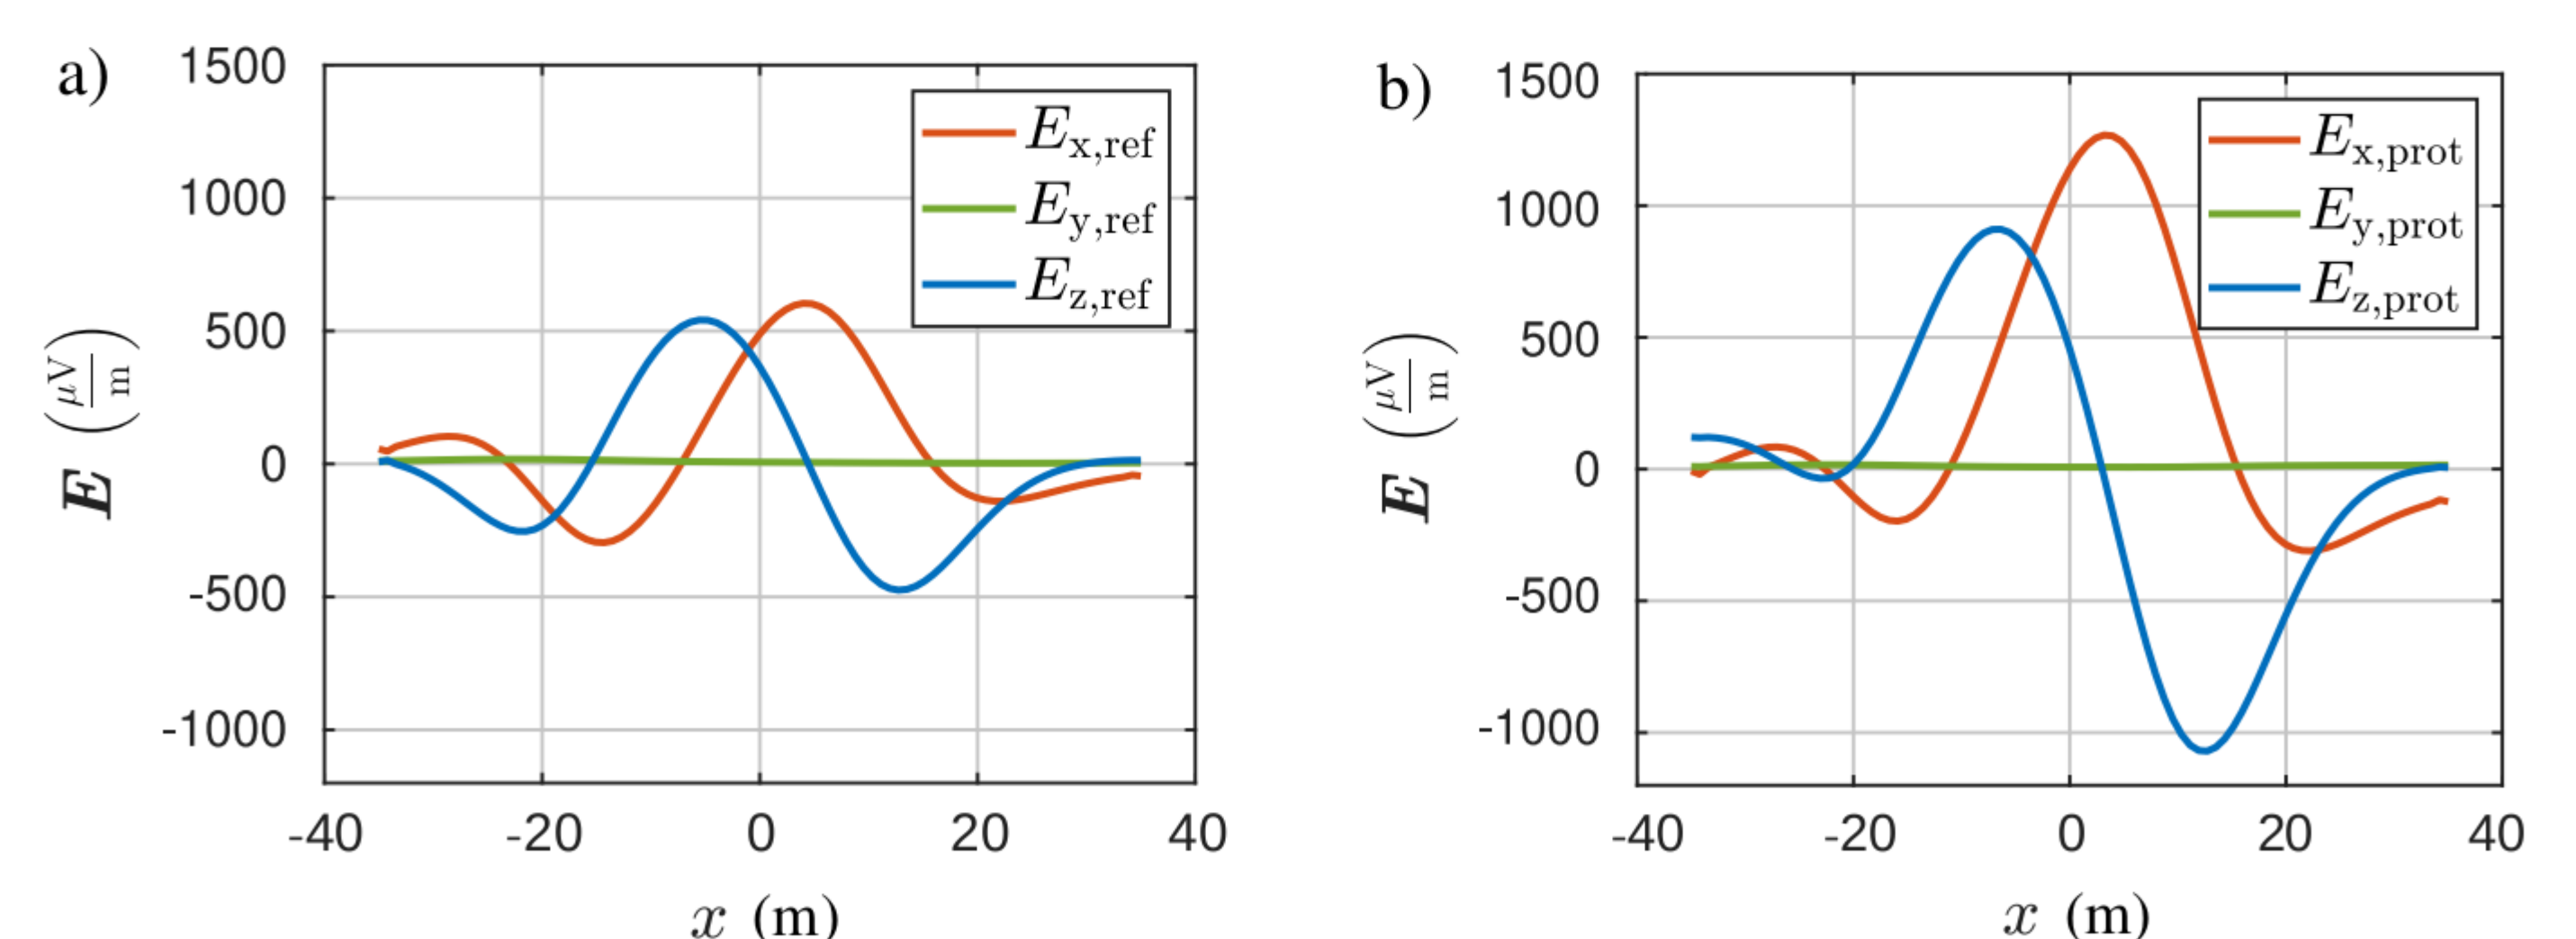 a)
1500
1000
500
0
-500
-1000
-40 -20 0 20 40
x (m)
E (μV/m)
E_x,ref
E_y,ref
E_z,ref
b)
1500
1000
500
0
-500
-1000
-40 -20 0 20 40
x (m)
E (μV/m)
E_x,prot
E_y,prot
E_z,prot